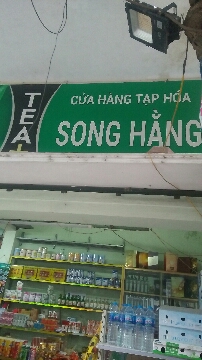 TEA+
CỬA HÀNG TẠP HÓA
SONG HẰNG